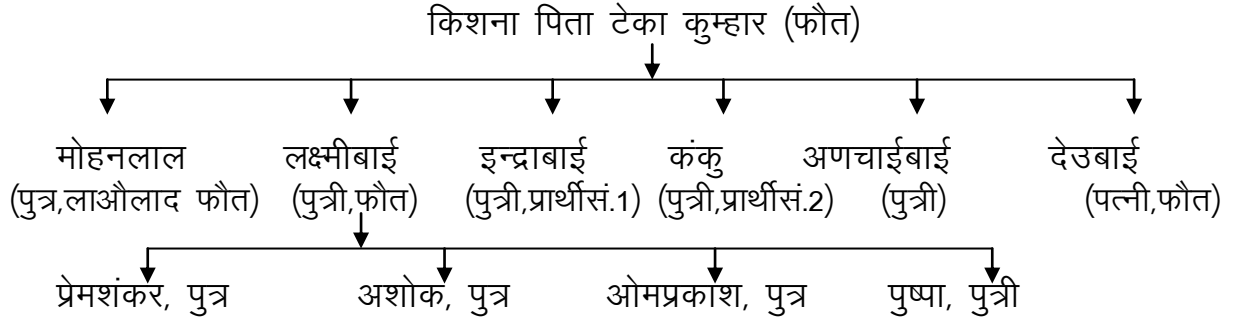 किशना पिता टेका कुम्हार (फौत)
मोहनलाल लक्ष्मीबाई इन्द्राबाई कंकु अणचाईबाई देउबाई
(पुत्र,लाऔलाद फौत) (पुत्री,फौत) (पुत्री,प्रार्थीसं.1) (पुत्री,प्रार्थीसं.2) (पुत्री) (पत्नी,फौत)
प्रेमशंकर, पुत्र अशोक, पुत्र ओमप्रकाश, पुत्र पुष्पा, पुत्री